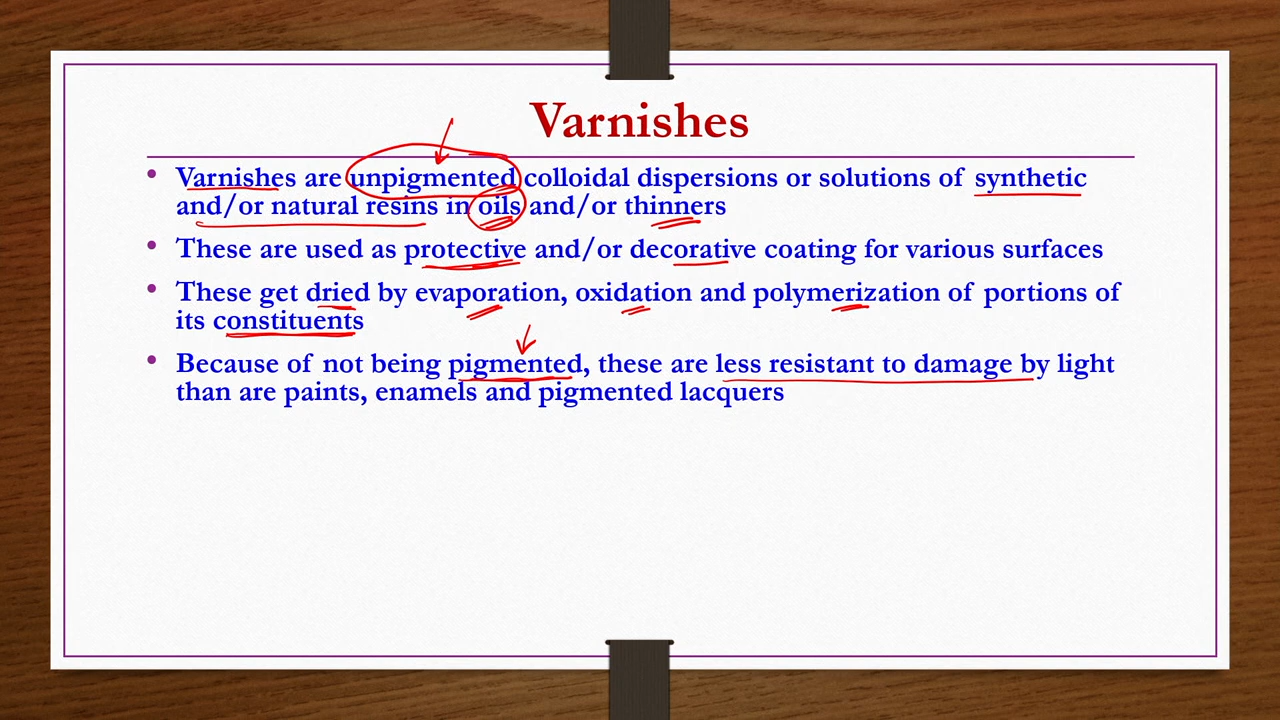 Varnishes
• Varnishes are unpigmented colloidal dispersions or solutions of synthetic
and/or natural resins in oils and/or thinners
• These are used as protective and/or decorative coating for various surfaces
• These get dried by evaporation, oxidation and polymerization of portions of
its constituents
• Because of not being pigmented, these are less resistant to damage by light
than are paints, enamels and pigmented lacquers